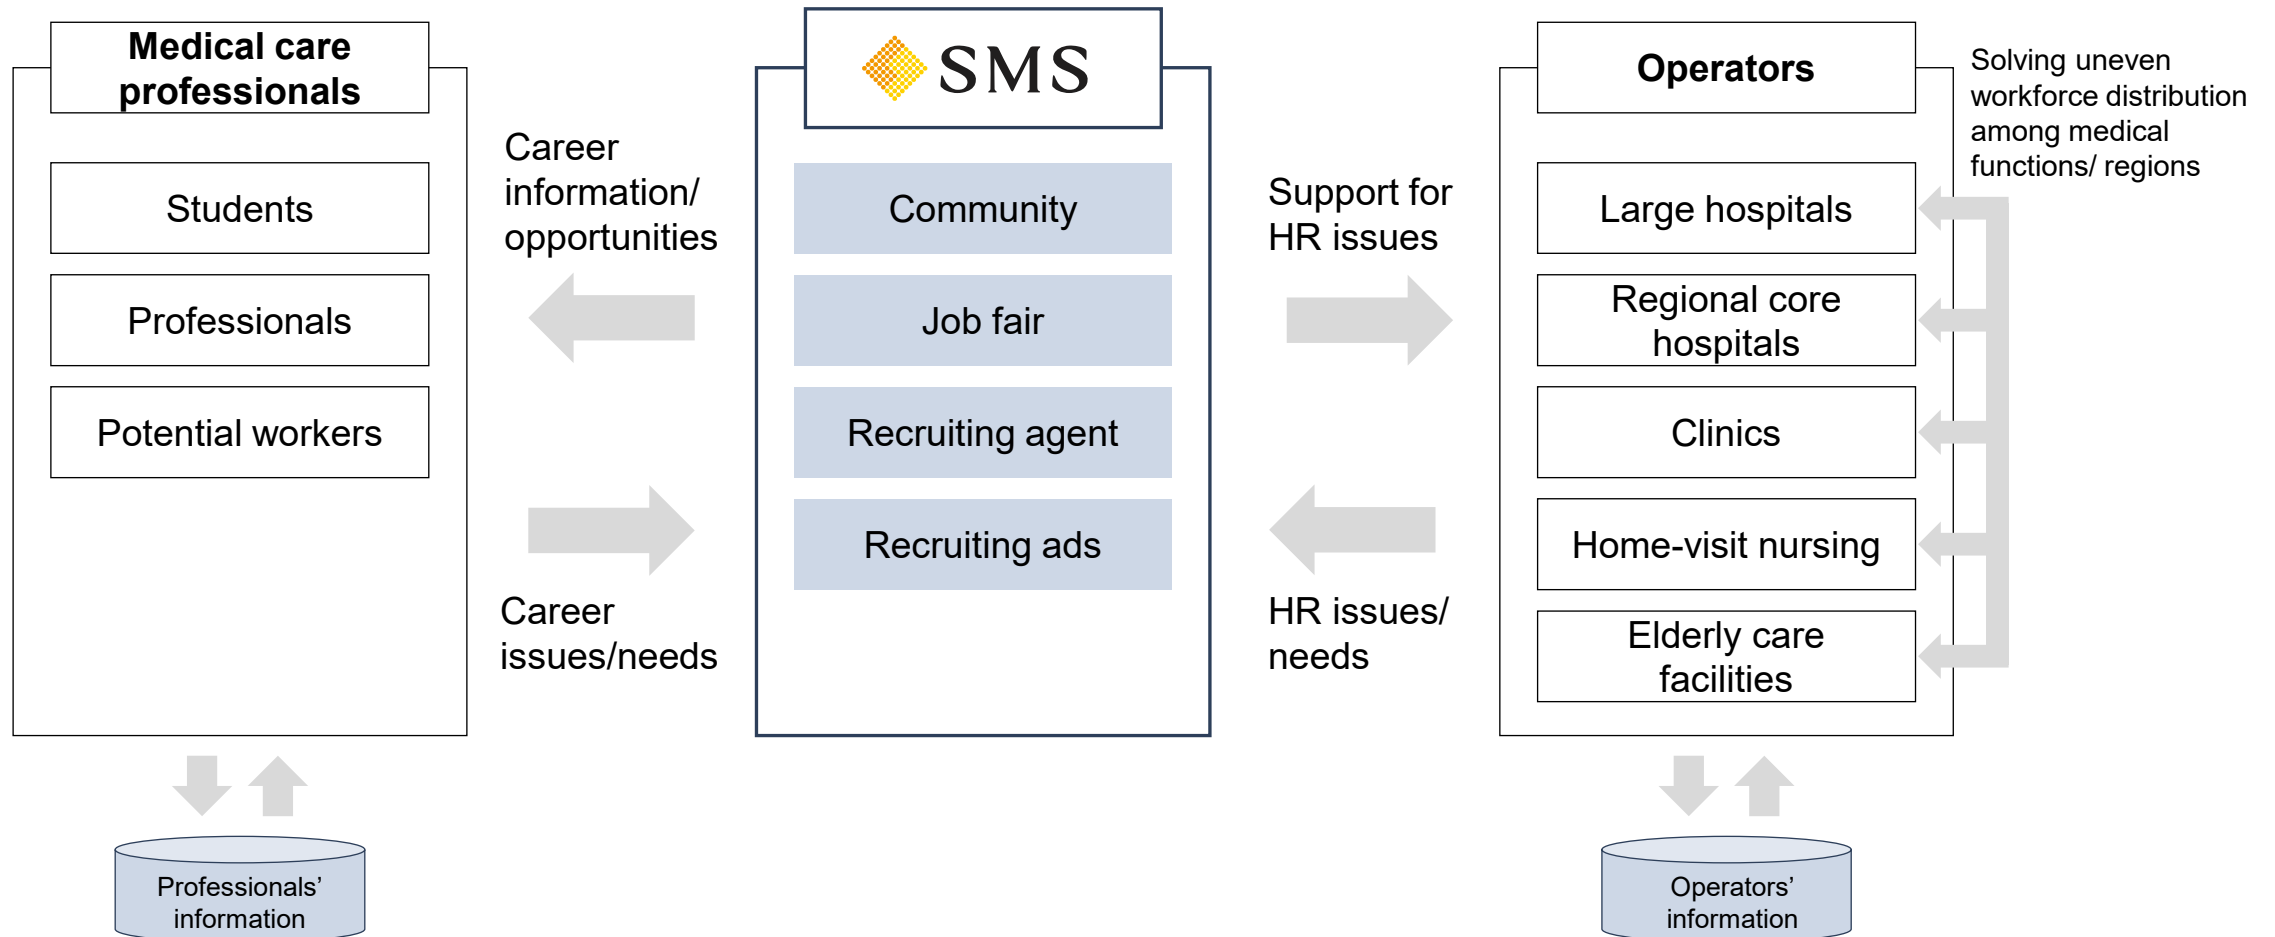 Medical care
professionals
Students
Professionals
Potential workers
Career
information/
opportunities
Career
issues/needs
SMS
Community
Job fair
Recruiting agent
Recruiting ads
Support for
HR issues
HR issues/
needs
Operators
Large hospitals
Regional core
hospitals
Clinics
Home-visit nursing
Elderly care
facilities
Solving uneven
workforce distribution
among medical
functions/ regions
Professionals’
information
Operators’
information